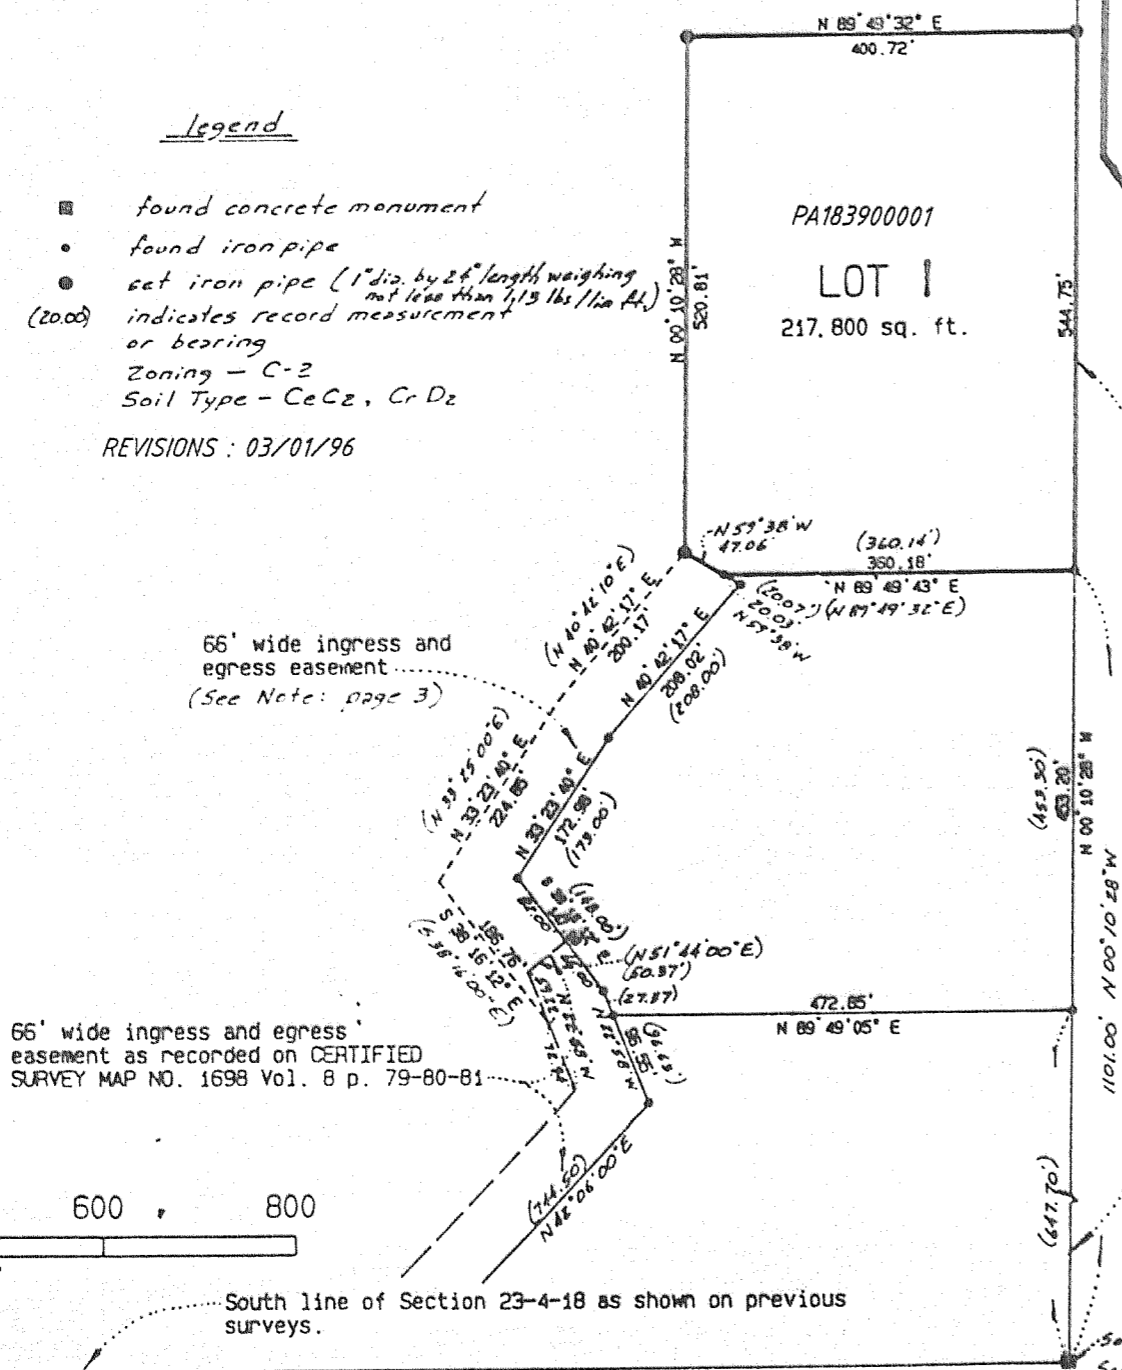 N 89°49'32" E
400.72'
legend
found concrete monument
found iron pipe
set iron pipe (1" dia. by 24" length weighing
not less than 1.13 lbs/lin ft.)
(20.00) indicates record measurement
or bearing
Zoning - C-2
Soil Type - CeC2, CrD2
REVISIONS : 03/01/96
PA183900001
LOT 1
217,800 sq. ft.
N 00°10'28" W
520.81'
544.75'
N 59°38' W
47.06
(360.14')
360.18'
N 89°49'43" E
(N 89°49'32" E)
(20.07')
20.03'
N 59°38' W
66' wide ingress and
egress easement
(See Note: page 3)
(N 40°42'10" E)
N 40°42'17" E
200.17'
N 40°42'17" E
208.02'
(208.00')
(N 33°25'00" E)
N 33°23'40" E
224.85'
N 33°23'40" E
172.98'
(173.00')
(453.30')
453.20'
N 00°10'28" W
N 00°10'28" W
1100.00'
(148.00')
(N 51°44'00" E)
(50.37')
(27.87)
S 38°16'12" E
(S 38°16'00" E)
472.85'
N 89°49'05" E
66' wide ingress and egress
easement as recorded on CERTIFIED
SURVEY MAP NO. 1698 Vol. 8 p. 79-80-81
(744.50)
N 42°06'00" E
(647.70')
600 800
South line of Section 23-4-18 as shown on previous
surveys.